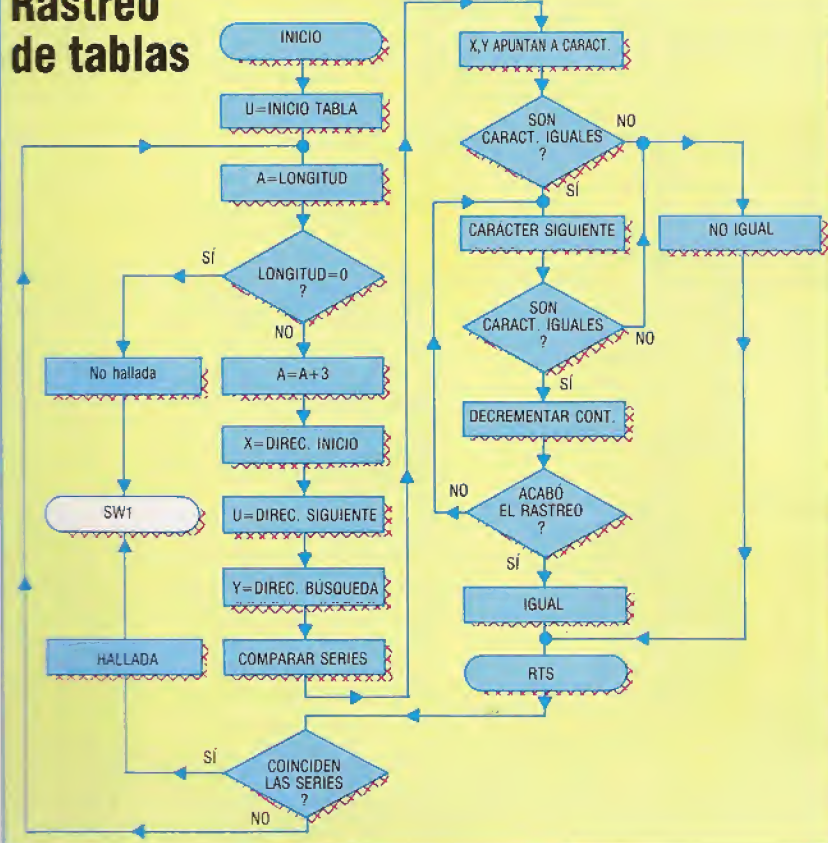 Rastreo
de tablas
INICIO
U=INICIO TABLA
A=LONGITUD
LONGITUD=0
?
SÍ
NO
No hallada
A=A+3
X=DIREC. INICIO
SW1
U=DIREC. SIGUIENTE
Y=DIREC. BÚSQUEDA
HALLADA
COMPARAR SERIES
COINCIDEN
LAS SERIES
?
SÍ
NO
X,Y APUNTAN A CARACT.
SON
CARACT. IGUALES
?
NO
SÍ
CARÁCTER SIGUIENTE
NO IGUAL
SON
CARACT. IGUALES
?
NO
SÍ
DECREMENTAR CONT.
ACABÓ
EL RASTREO
?
NO
SÍ
IGUAL
RTS